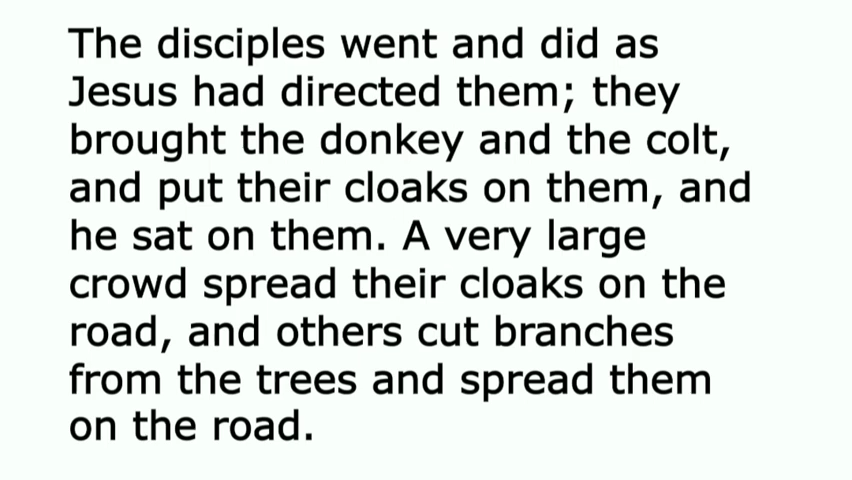 The disciples went and did as
Jesus had directed them; they
brought the donkey and the colt,
and put their cloaks on them, and
he sat on them. A very large
crowd spread their cloaks on the
road, and others cut branches
from the trees and spread them
on the road.